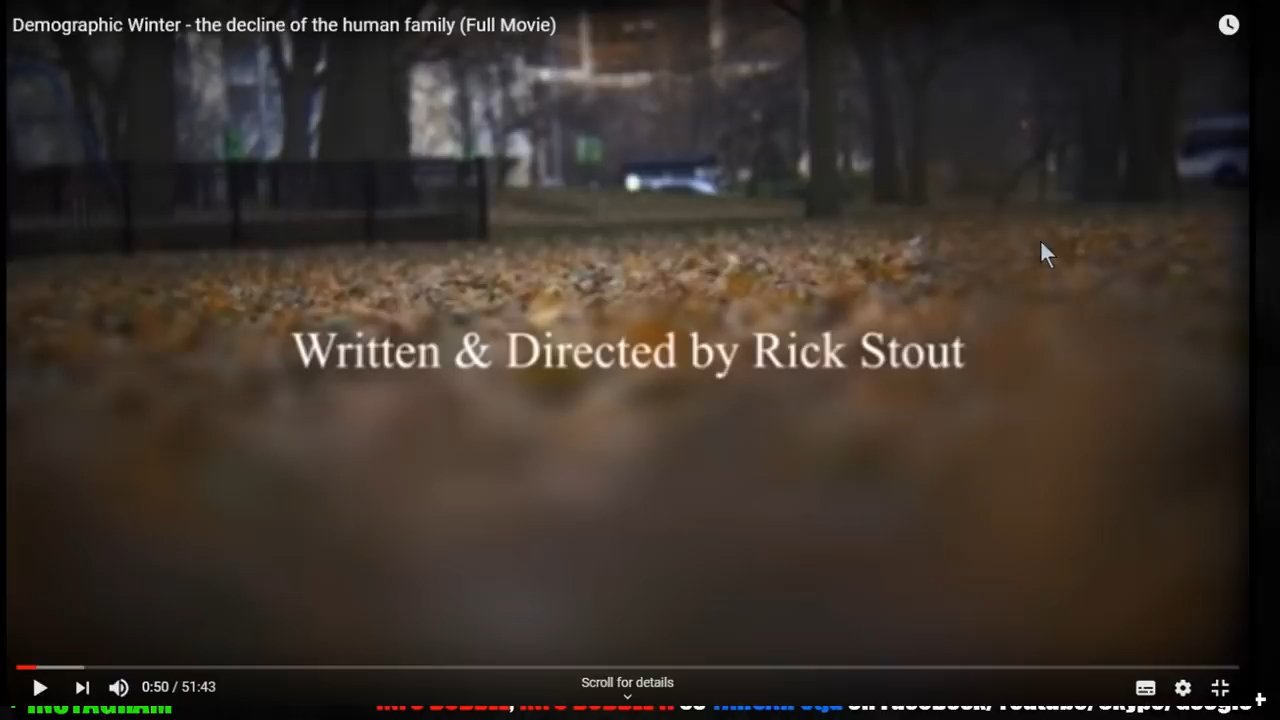 Demographic Winter - the decline of the human family (Full Movie)
Written & Directed by Rick Stout
0:50 / 51:43
Scroll for details
INSTAGRAM